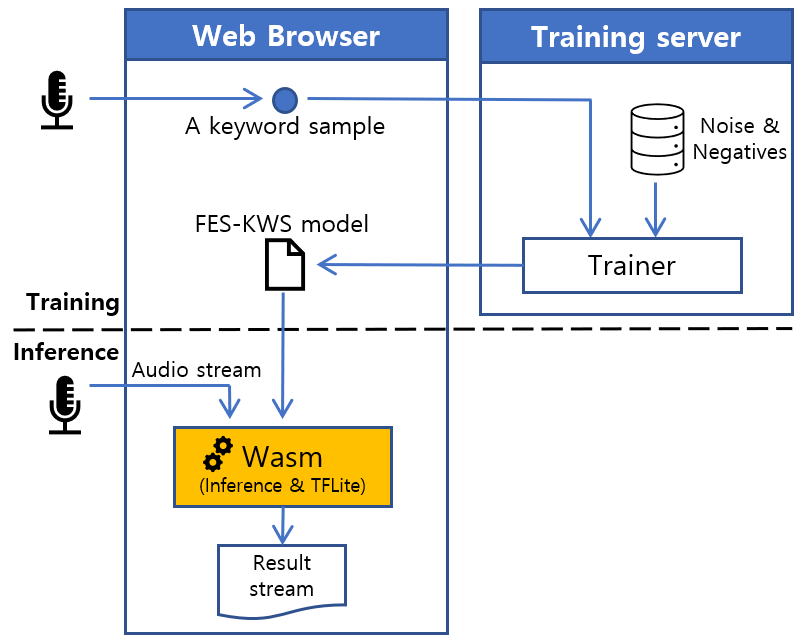 Web Browser
Training server
A keyword sample
Noise &
Negatives
FES-KWS model
Trainer
Training
Inference
Audio stream
Wasm
(Inference & TFLite)
Result
stream